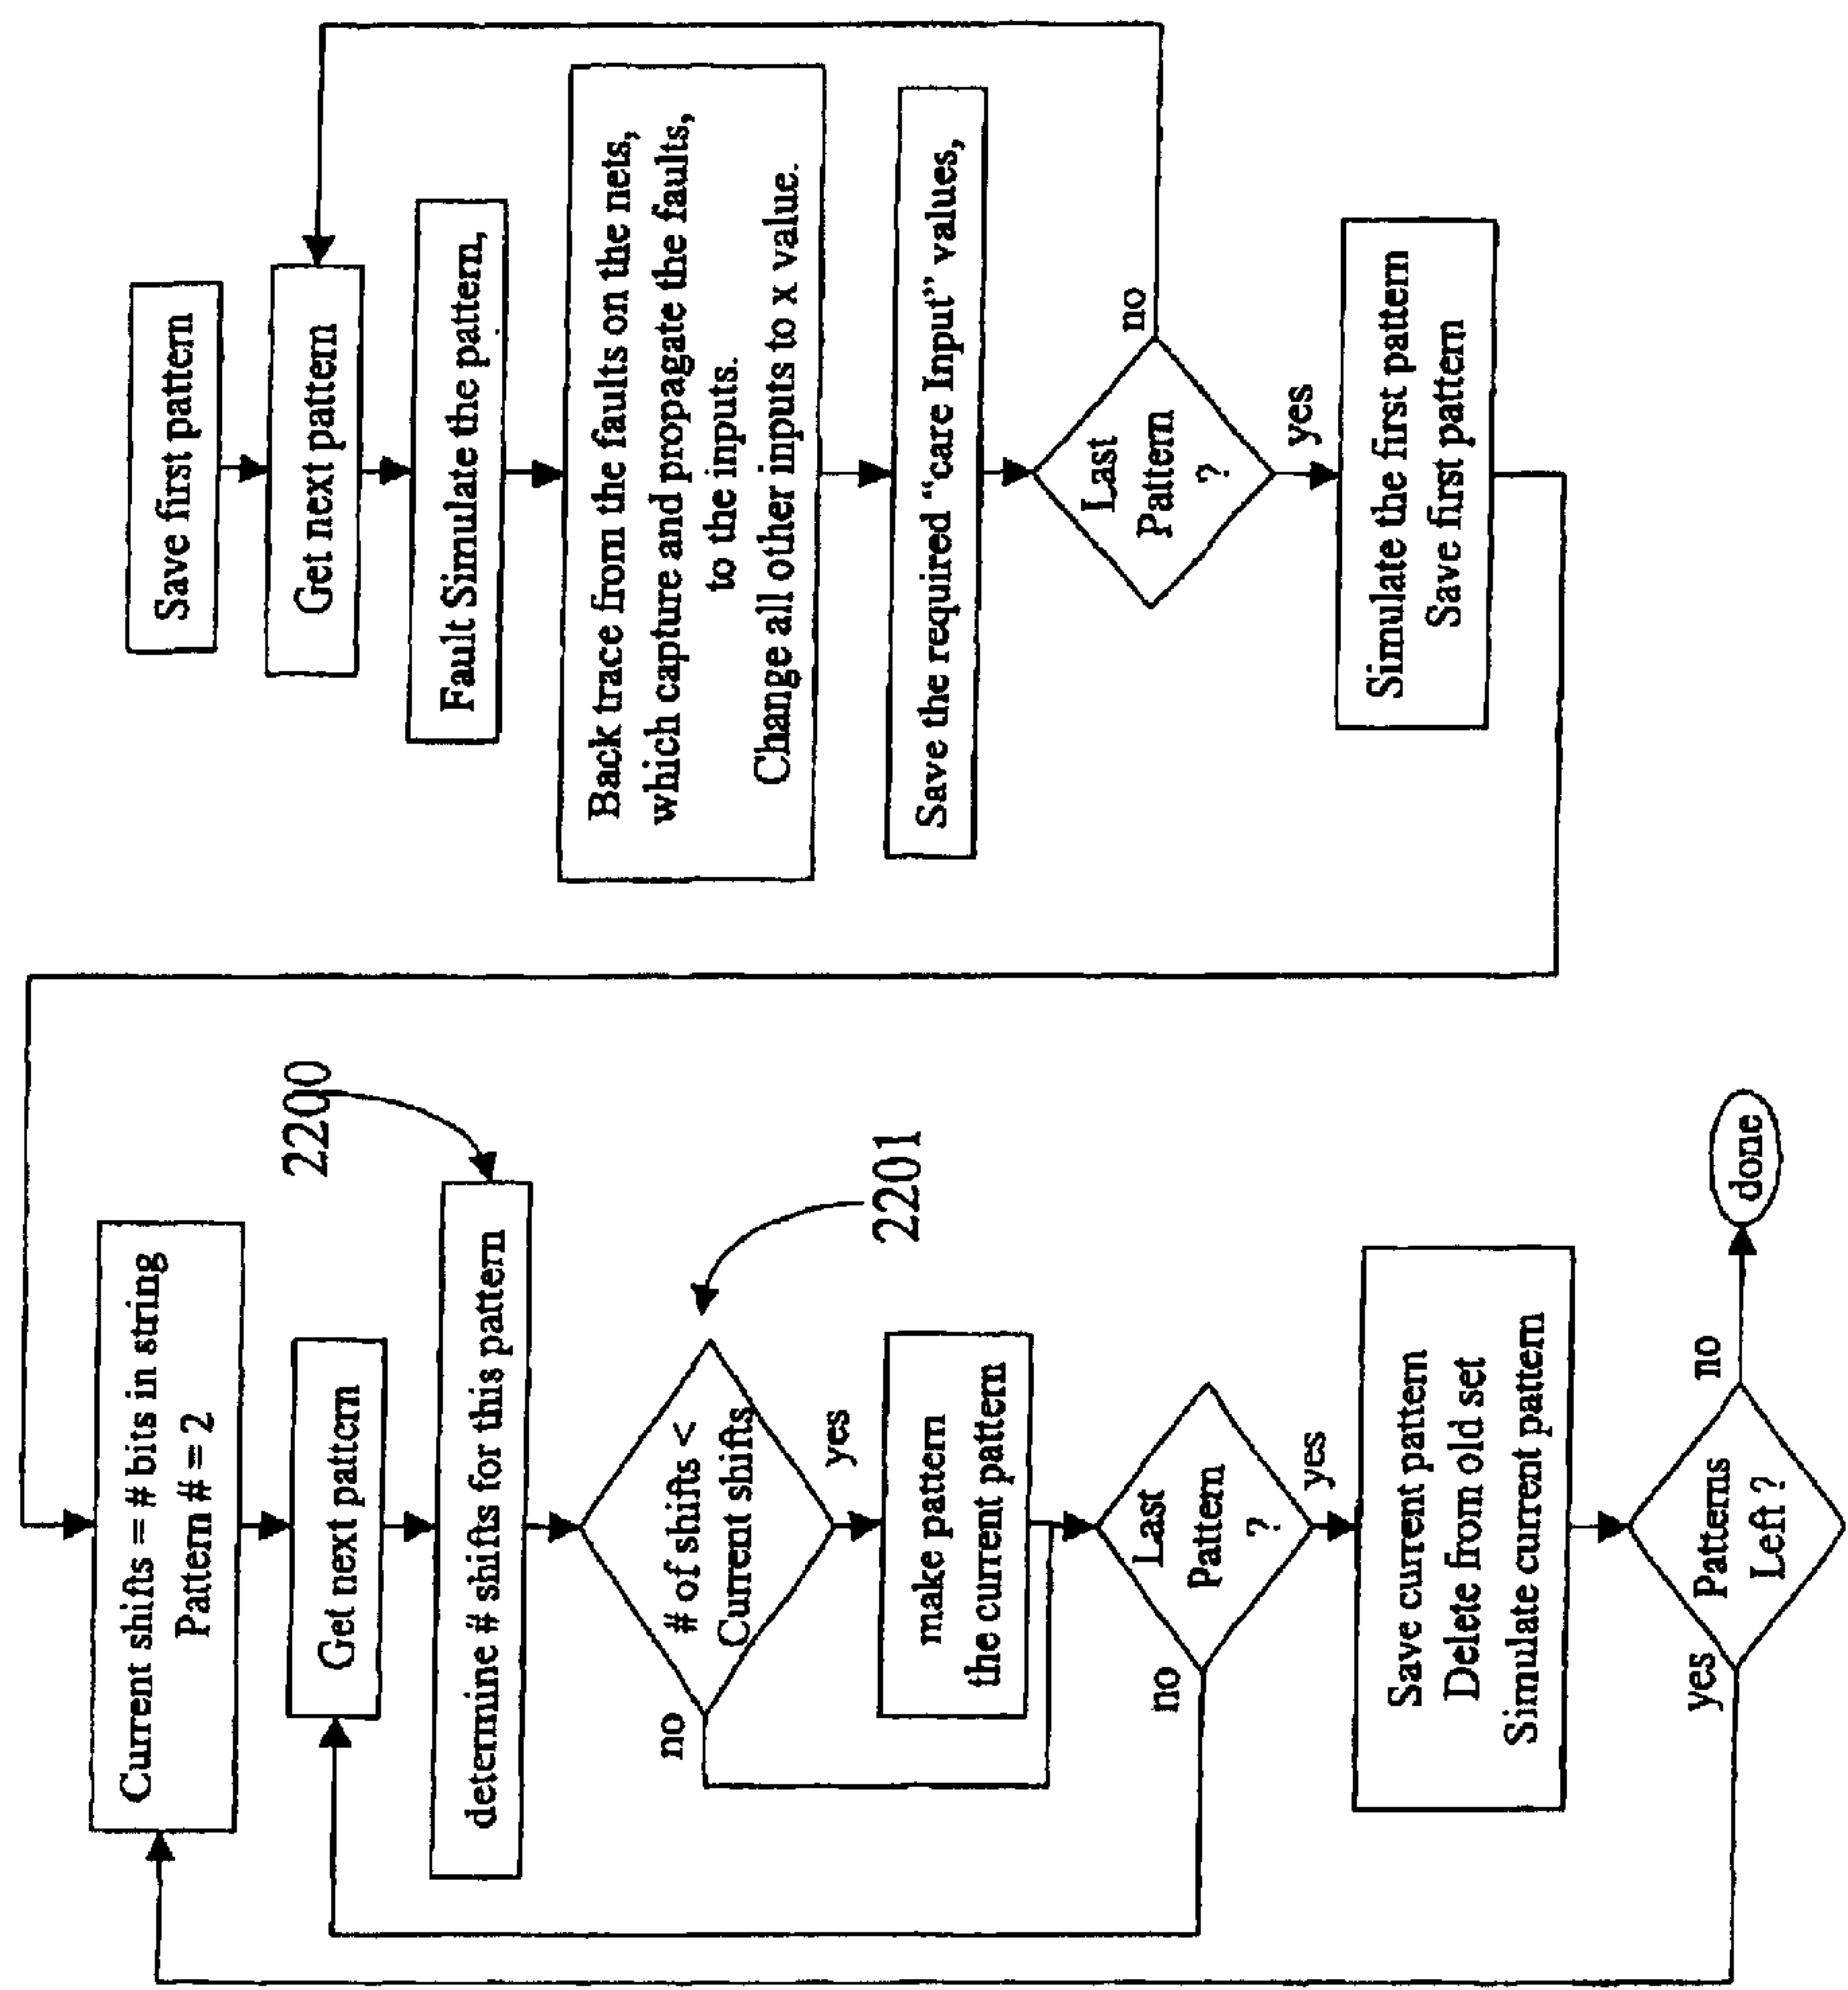 Save first pattern
Get next pattern
Fault Simulate the pattern,
Back trace from the faults on the nets,
which capture and propagate the faults,
to the inputs.
Change all other inputs to x value.
Save the required "care Input" values,
Last
Pattern
?
no
yes
Simulate the first pattern
Save first pattern
Current shifts = # bits in string
Pattern # = 2
Get next pattern
2200
determine # shifts for this pattern
2201
# of shifts <
Current shifts
no
yes
make pattern
the current pattern
Last
Pattern
?
no
yes
Save current pattern
Delete from old set
Simulate current pattern
Patterns
Left ?
yes
no
done